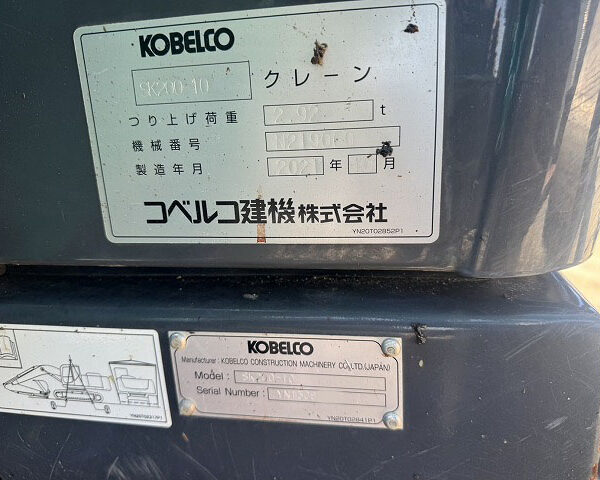 KOBELCO
SK200-10 クレーン
つり上げ荷重 2.92 t
機械番号
製造年月 2021 年 月
コベルコ建機株式会社
YN20T02852P1
KOBELCO
Manufacturer : KOBELCO CONSTRUCTION MACHINERY CO.,LTD.(JAPAN)
Model :
Serial Number :
YN20T02841P1